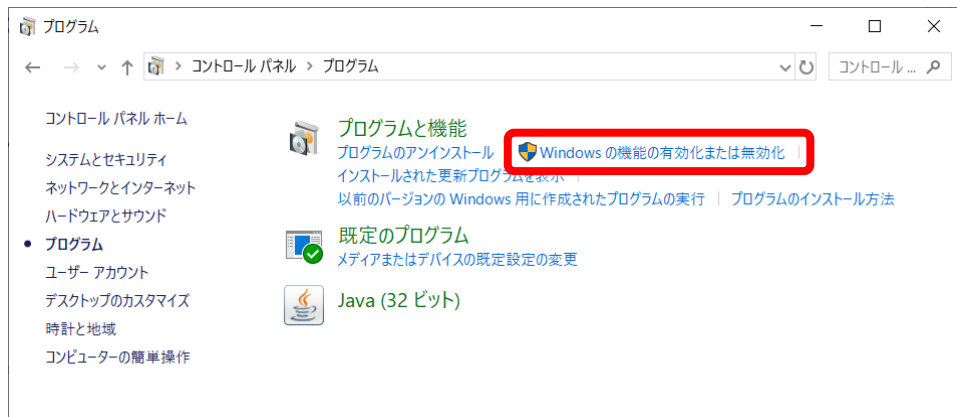 プログラム
コントロール パネル > プログラム
コントロール ...
コントロール パネル ホーム
システムとセキュリティ
ネットワークとインターネット
ハードウェアとサウンド
プログラム
ユーザー アカウント
デスクトップのカスタマイズ
時計と地域
コンピューターの簡単操作
プログラムと機能
プログラムのアンインストール Windows の機能の有効化または無効化
インストールされた更新プログラムを表示
以前のバージョンの Windows 用に作成されたプログラムの実行 プログラムのインストール方法
既定のプログラム
メディアまたはデバイスの既定設定の変更
Java (32 ビット)